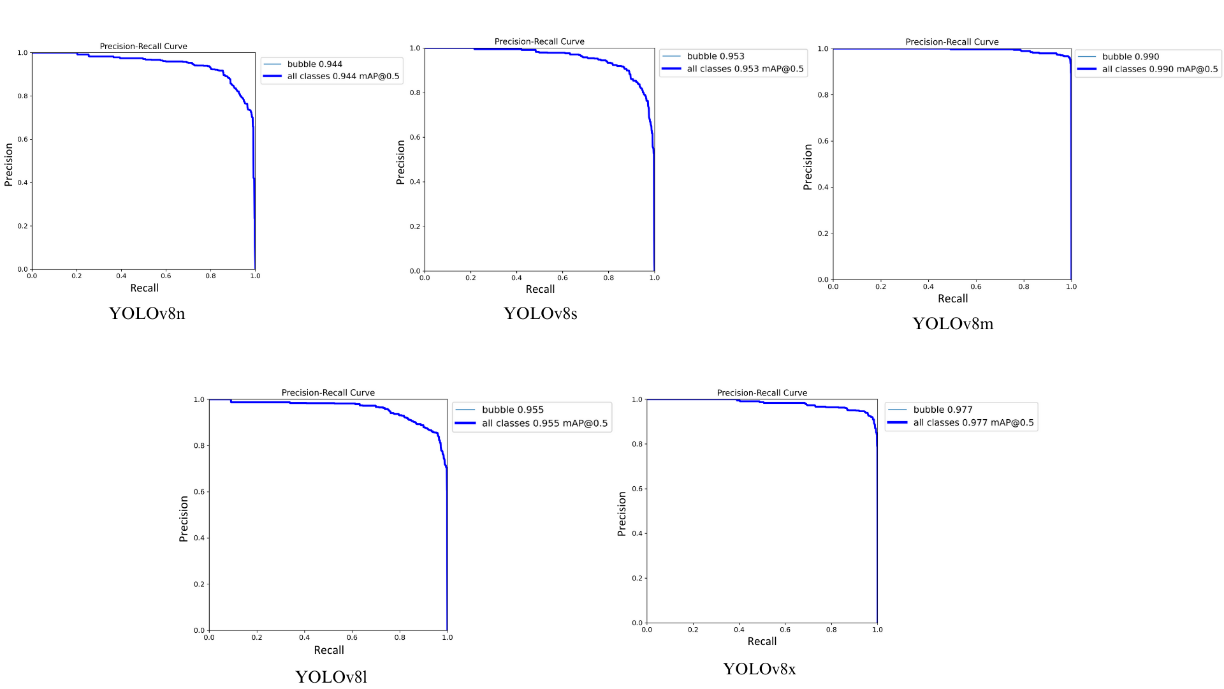 Precision-Recall Curve
1.0
0.8
0.6
0.4
0.2
0.0
Precision
0.0 0.2 0.4 0.6 0.8 1.0
Recall
bubble 0.944
all classes 0.944 mAP@0.5
YOLOv8n
Precision-Recall Curve
1.0
0.8
0.6
0.4
0.2
0.0
Precision
0.0 0.2 0.4 0.6 0.8 1.0
Recall
bubble 0.953
all classes 0.953 mAP@0.5
YOLOv8s
Precision-Recall Curve
1.0
0.8
0.6
0.4
0.2
0.0
Precision
0.0 0.2 0.4 0.6 0.8 1.0
Recall
bubble 0.990
all classes 0.990 mAP@0.5
YOLOv8m
Precision-Recall Curve
1.0
0.8
0.6
0.4
0.2
0.0
Precision
0.0 0.2 0.4 0.6 0.8 1.0
Recall
bubble 0.955
all classes 0.955 mAP@0.5
YOLOv8l
Precision-Recall Curve
1.0
0.8
0.6
0.4
0.2
0.0
Precision
0.0 0.2 0.4 0.6 0.8 1.0
Recall
bubble 0.977
all classes 0.977 mAP@0.5
YOLOv8x